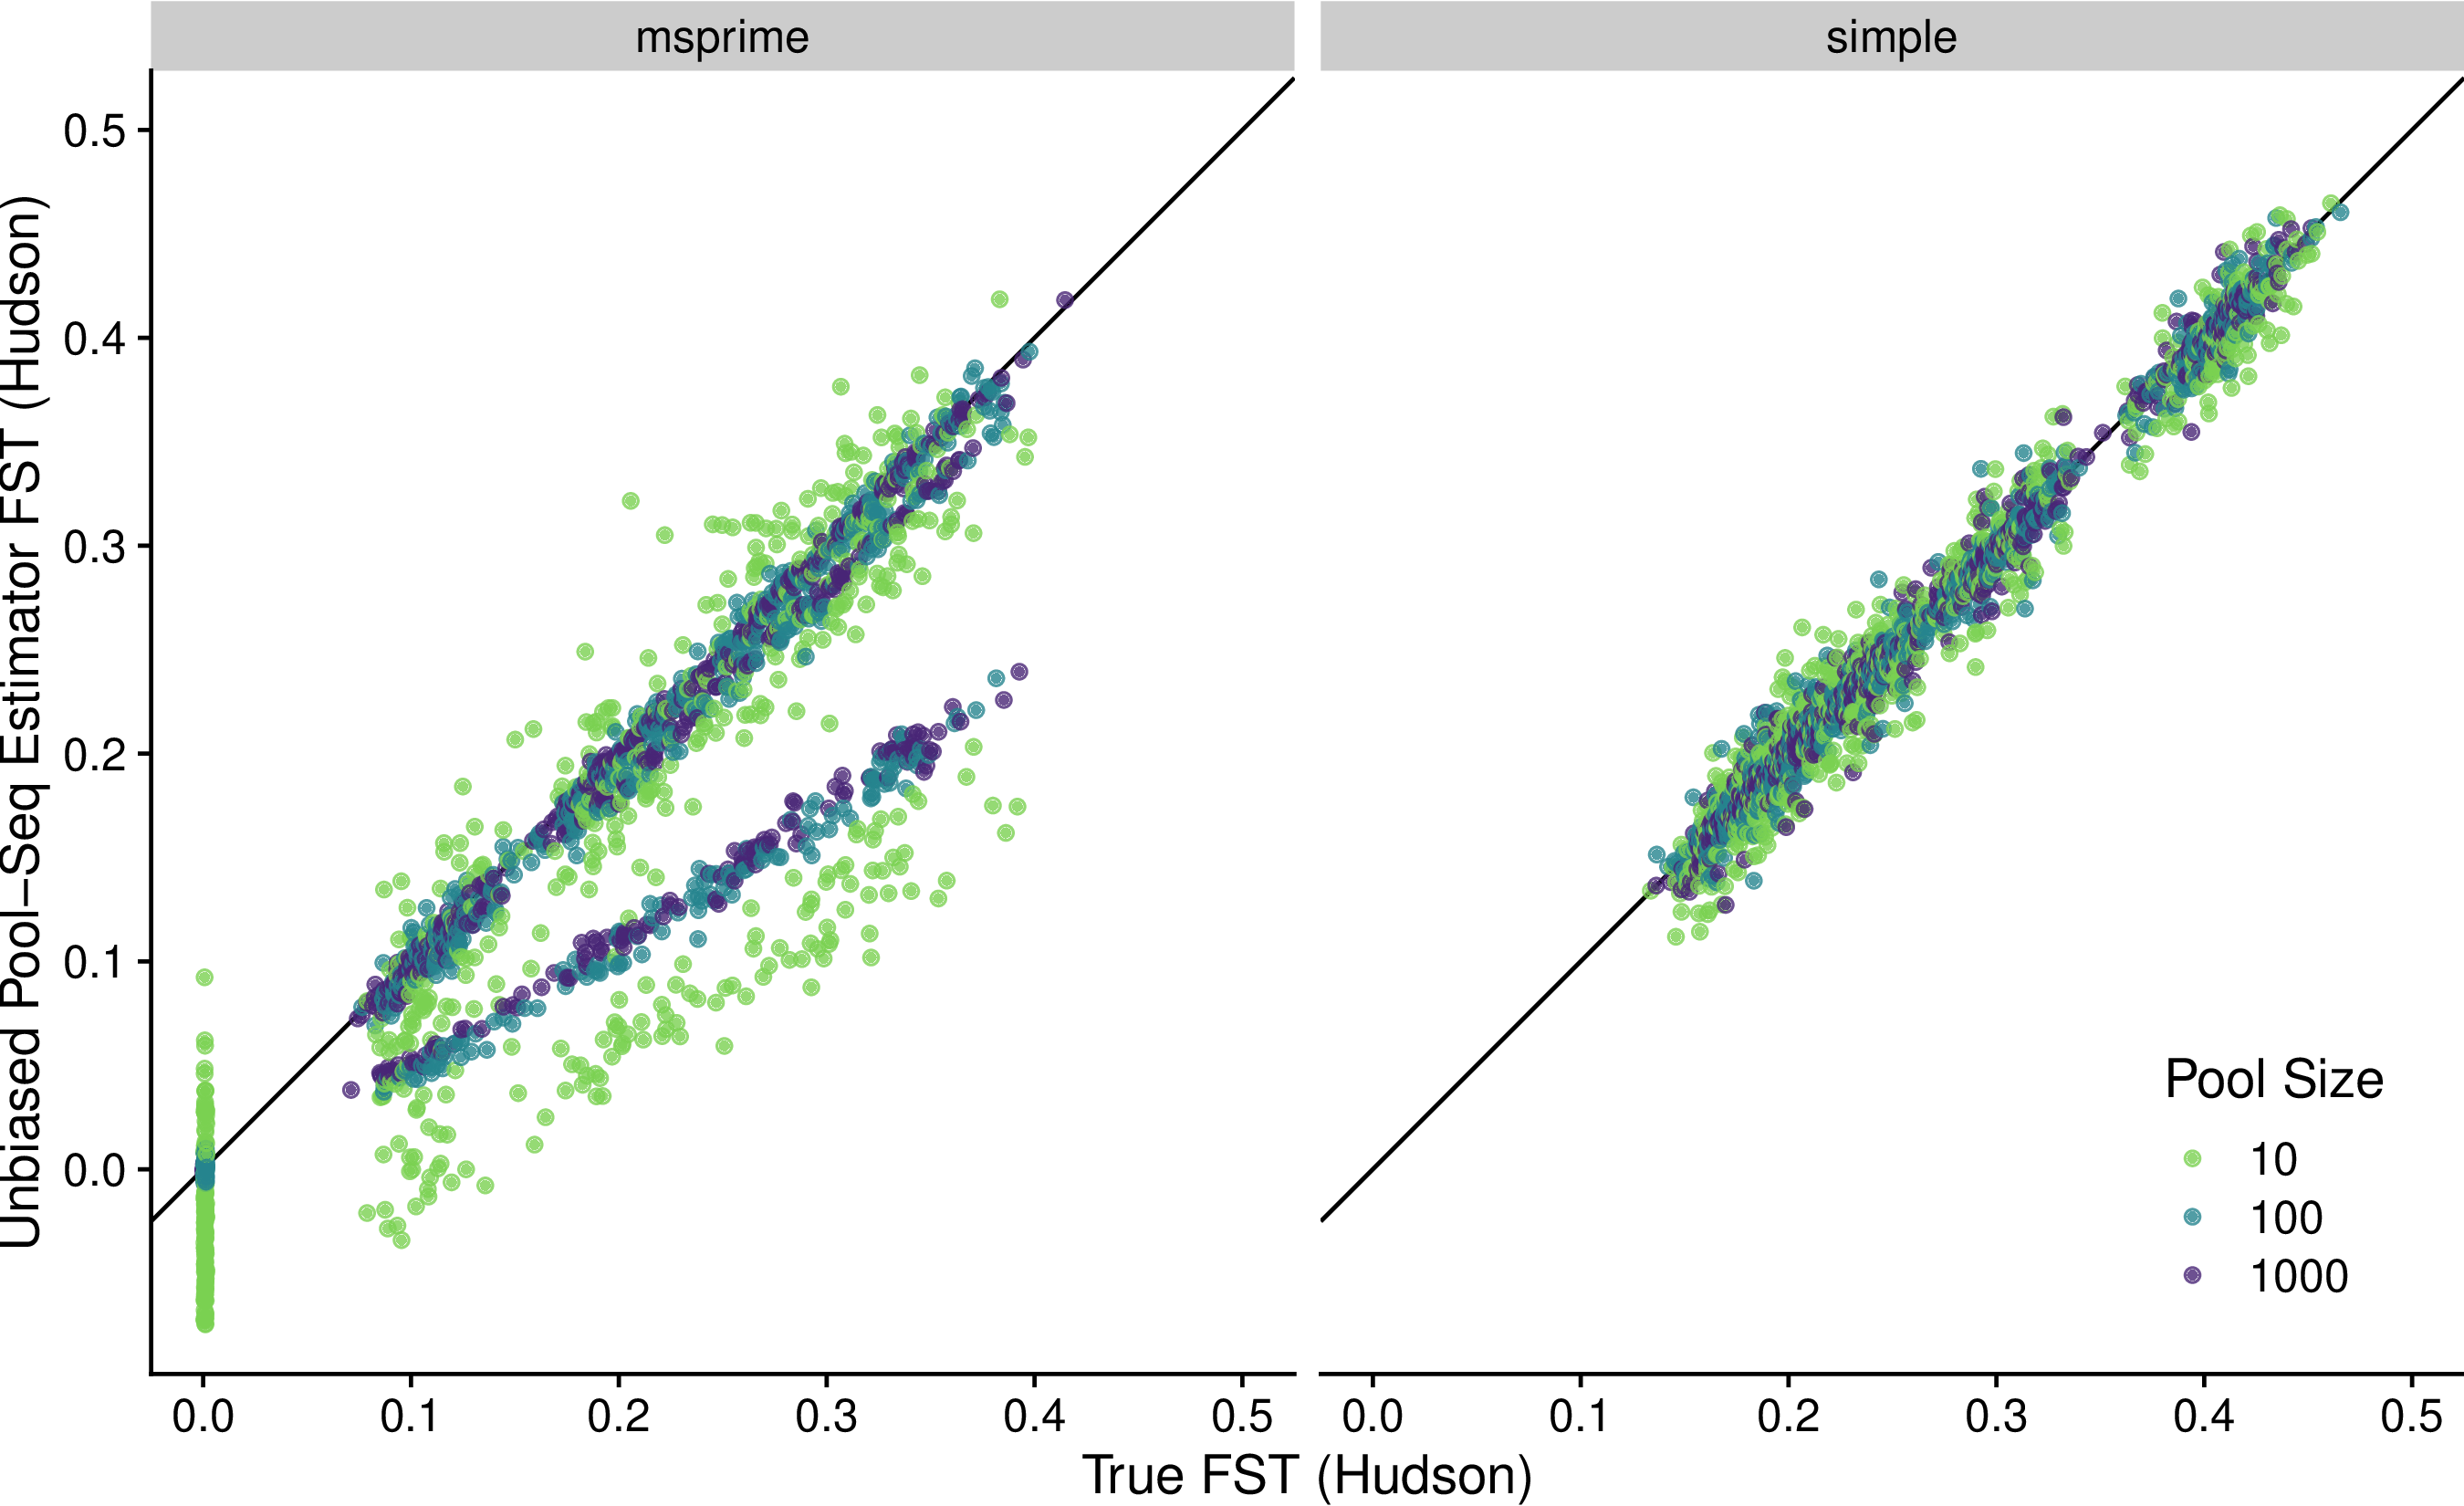 msprime
simple
Unbiased Pool−Seq Estimator FST (Hudson)
0.5
0.4
0.3
0.2
0.1
0.0
Pool Size
10
100
1000
0.0 0.1 0.2 0.3 0.4 0.5
0.0 0.1 0.2 0.3 0.4 0.5
True FST (Hudson)